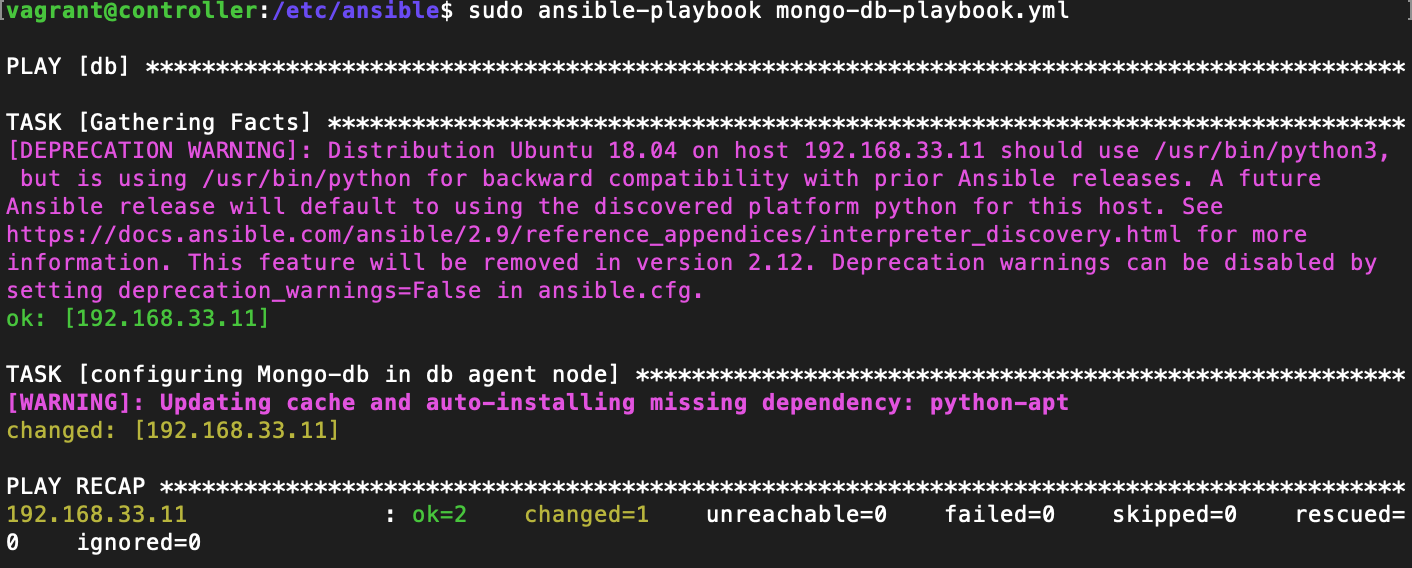 [vagrant@controller:/etc/ansible$ sudo ansible-playbook mongo-db-playbook.yml ]
PLAY [db] ******************************************************************************************
TASK [Gathering Facts] *****************************************************************************
[DEPRECATION WARNING]: Distribution Ubuntu 18.04 on host 192.168.33.11 should use /usr/bin/python3,
 but is using /usr/bin/python for backward compatibility with prior Ansible releases. A future
Ansible release will default to using the discovered platform python for this host. See
https://docs.ansible.com/ansible/2.9/reference_appendices/interpreter_discovery.html for more
information. This feature will be removed in version 2.12. Deprecation warnings can be disabled by
setting deprecation_warnings=False in ansible.cfg.
ok: [192.168.33.11]
TASK [configuring Mongo-db in db agent node] *******************************************************
[WARNING]: Updating cache and auto-installing missing dependency: python-apt
changed: [192.168.33.11]
PLAY RECAP *****************************************************************************************
192.168.33.11              : ok=2    changed=1    unreachable=0    failed=0    skipped=0    rescued=
0    ignored=0